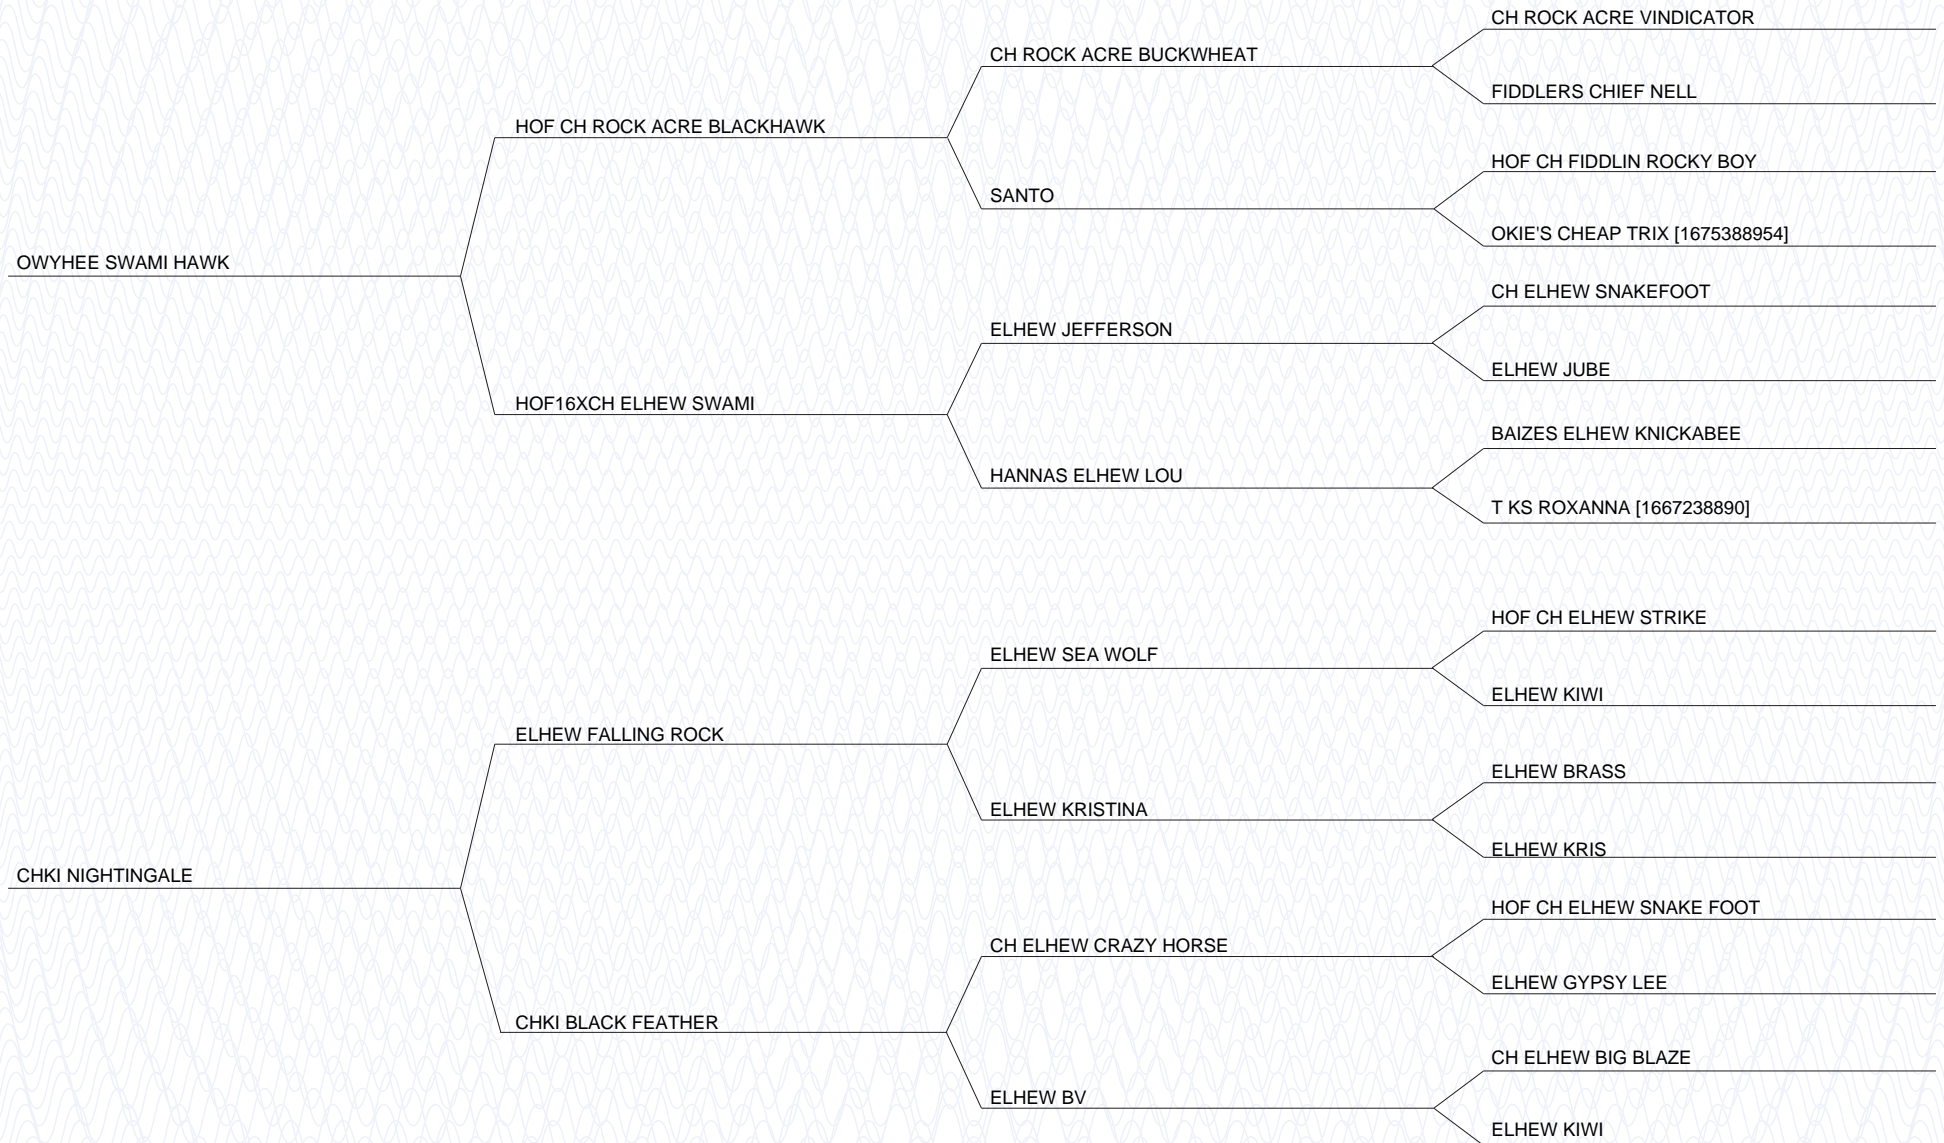 CH ROCK ACRE VINDICATOR
CH ROCK ACRE BUCKWHEAT
FIDDLERS CHIEF NELL
HOF CH ROCK ACRE BLACKHAWK
HOF CH FIDDLIN ROCKY BOY
SANTO
OKIE'S CHEAP TRIX [1675388954]
OWYHEE SWAMI HAWK
CH ELHEW SNAKEFOOT
ELHEW JEFFERSON
ELHEW JUBE
HOF16XCH ELHEW SWAMI
BAIZES ELHEW KNICKABEE
HANNAS ELHEW LOU
T KS ROXANNA [1667238890]
HOF CH ELHEW STRIKE
ELHEW SEA WOLF
ELHEW KIWI
ELHEW FALLING ROCK
ELHEW BRASS
ELHEW KRISTINA
ELHEW KRIS
CHKI NIGHTINGALE
HOF CH ELHEW SNAKE FOOT
CH ELHEW CRAZY HORSE
ELHEW GYPSY LEE
CHKI BLACK FEATHER
CH ELHEW BIG BLAZE
ELHEW BV
ELHEW KIWI